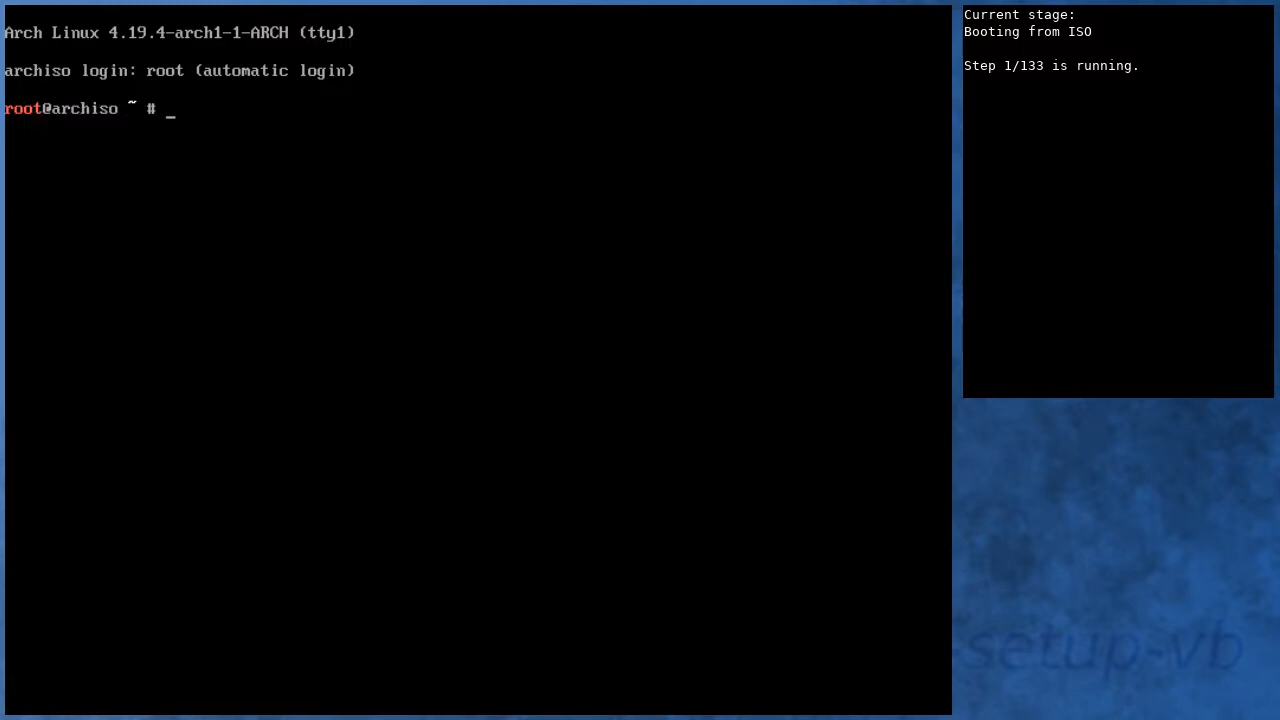 Arch Linux 4.19.4-arch1-1-ARCH (tty1)
archiso login: root (automatic login)
root@archiso ~ # _
Current stage:
Booting from ISO
Step 1/133 is running.
-setup-vb